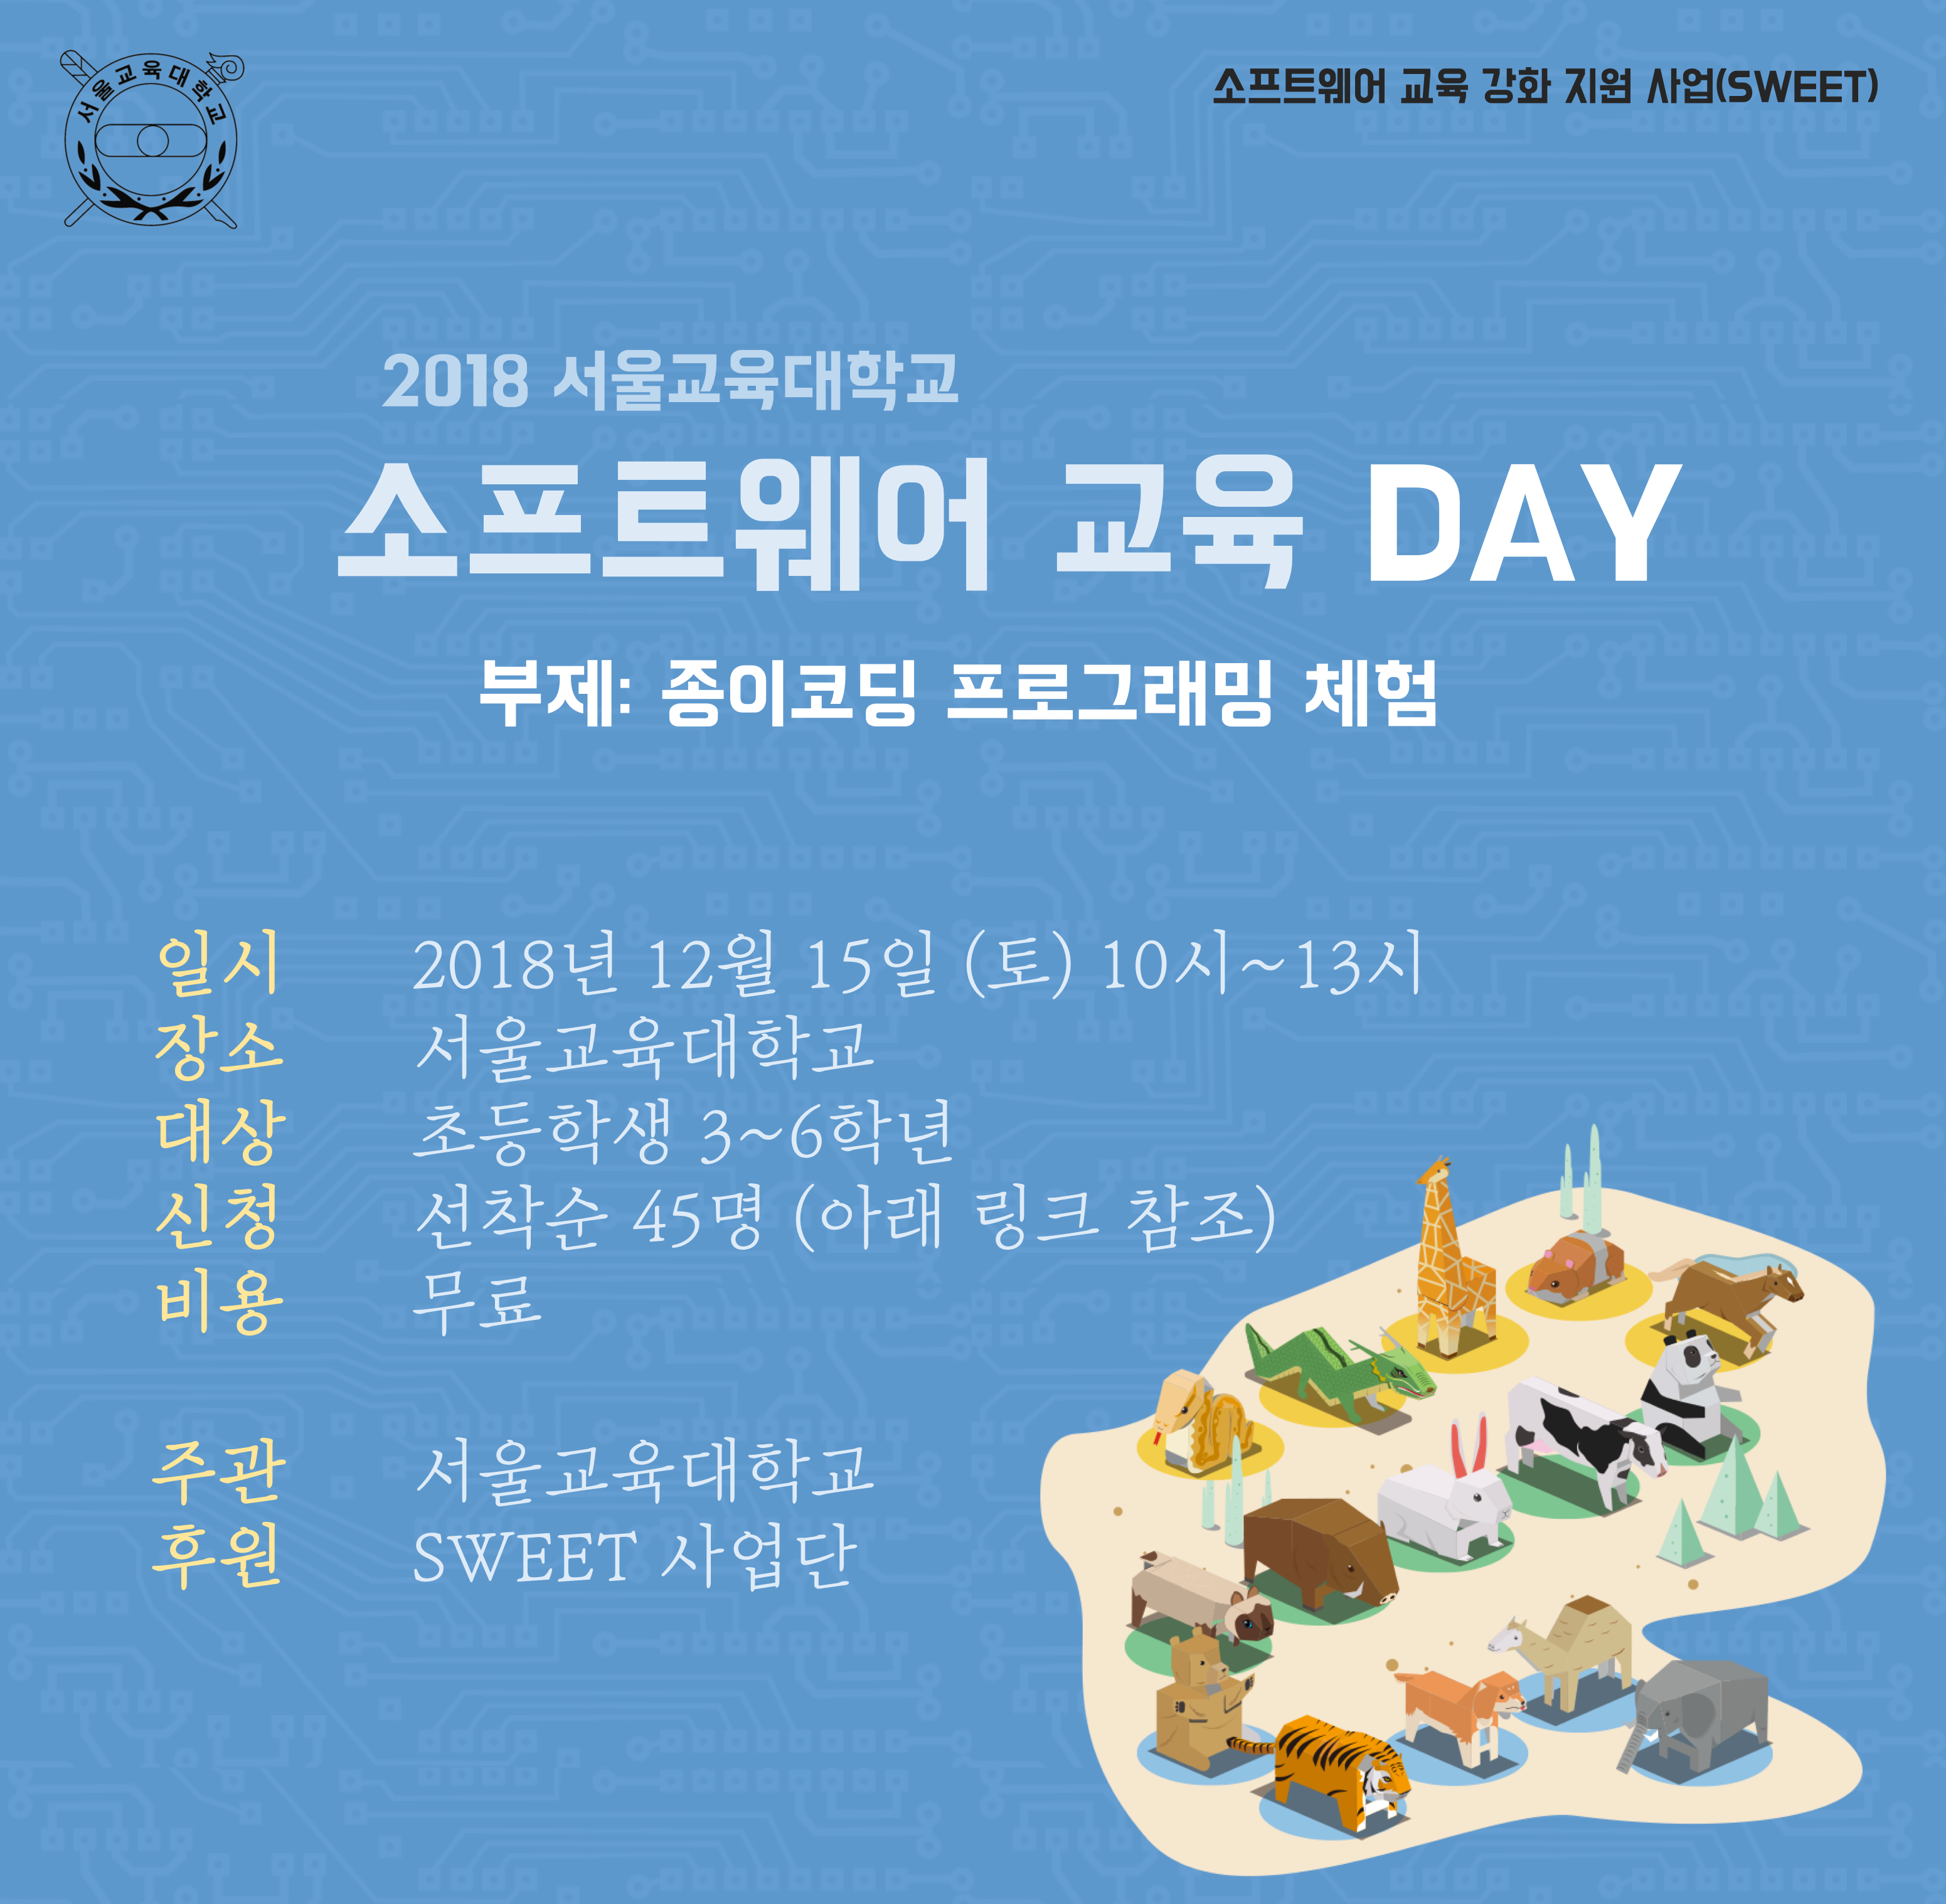 서울교육대학교
소프트웨어 교육 강화 지원 사업(SWEET)
2018 서울교육대학교
소프트웨어 교육 DAY
부제: 종이코딩 프로그래밍 체험
일시 2018년 12월 15일 (토) 10시~13시
장소 서울교육대학교
대상 초등학생 3~6학년
신청 선착순 45명 (아래 링크 참조)
비용 무료
주관 서울교육대학교
후원 SWEET 사업단